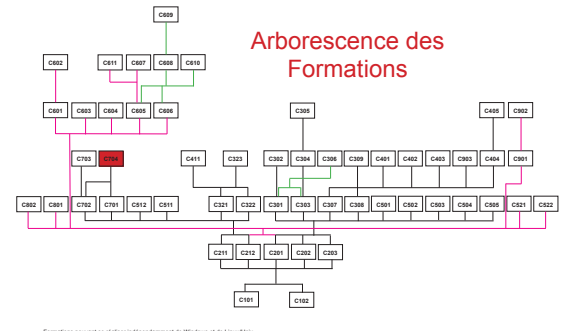 C609
Arborescence des
Formations
C602 C611 C607 C608 C610
C601 C603 C604 C605 C606 C305 C405 C902
C703 C704 C411 C323 C302 C304 C306 C309 C401 C402 C403 C903 C404 C901
C802 C801 C702 C701 C512 C511 C321 C322 C301 C303 C307 C308 C501 C502 C503 C504 C505 C521 C522
C211 C212 C201 C202 C203
C101 C102